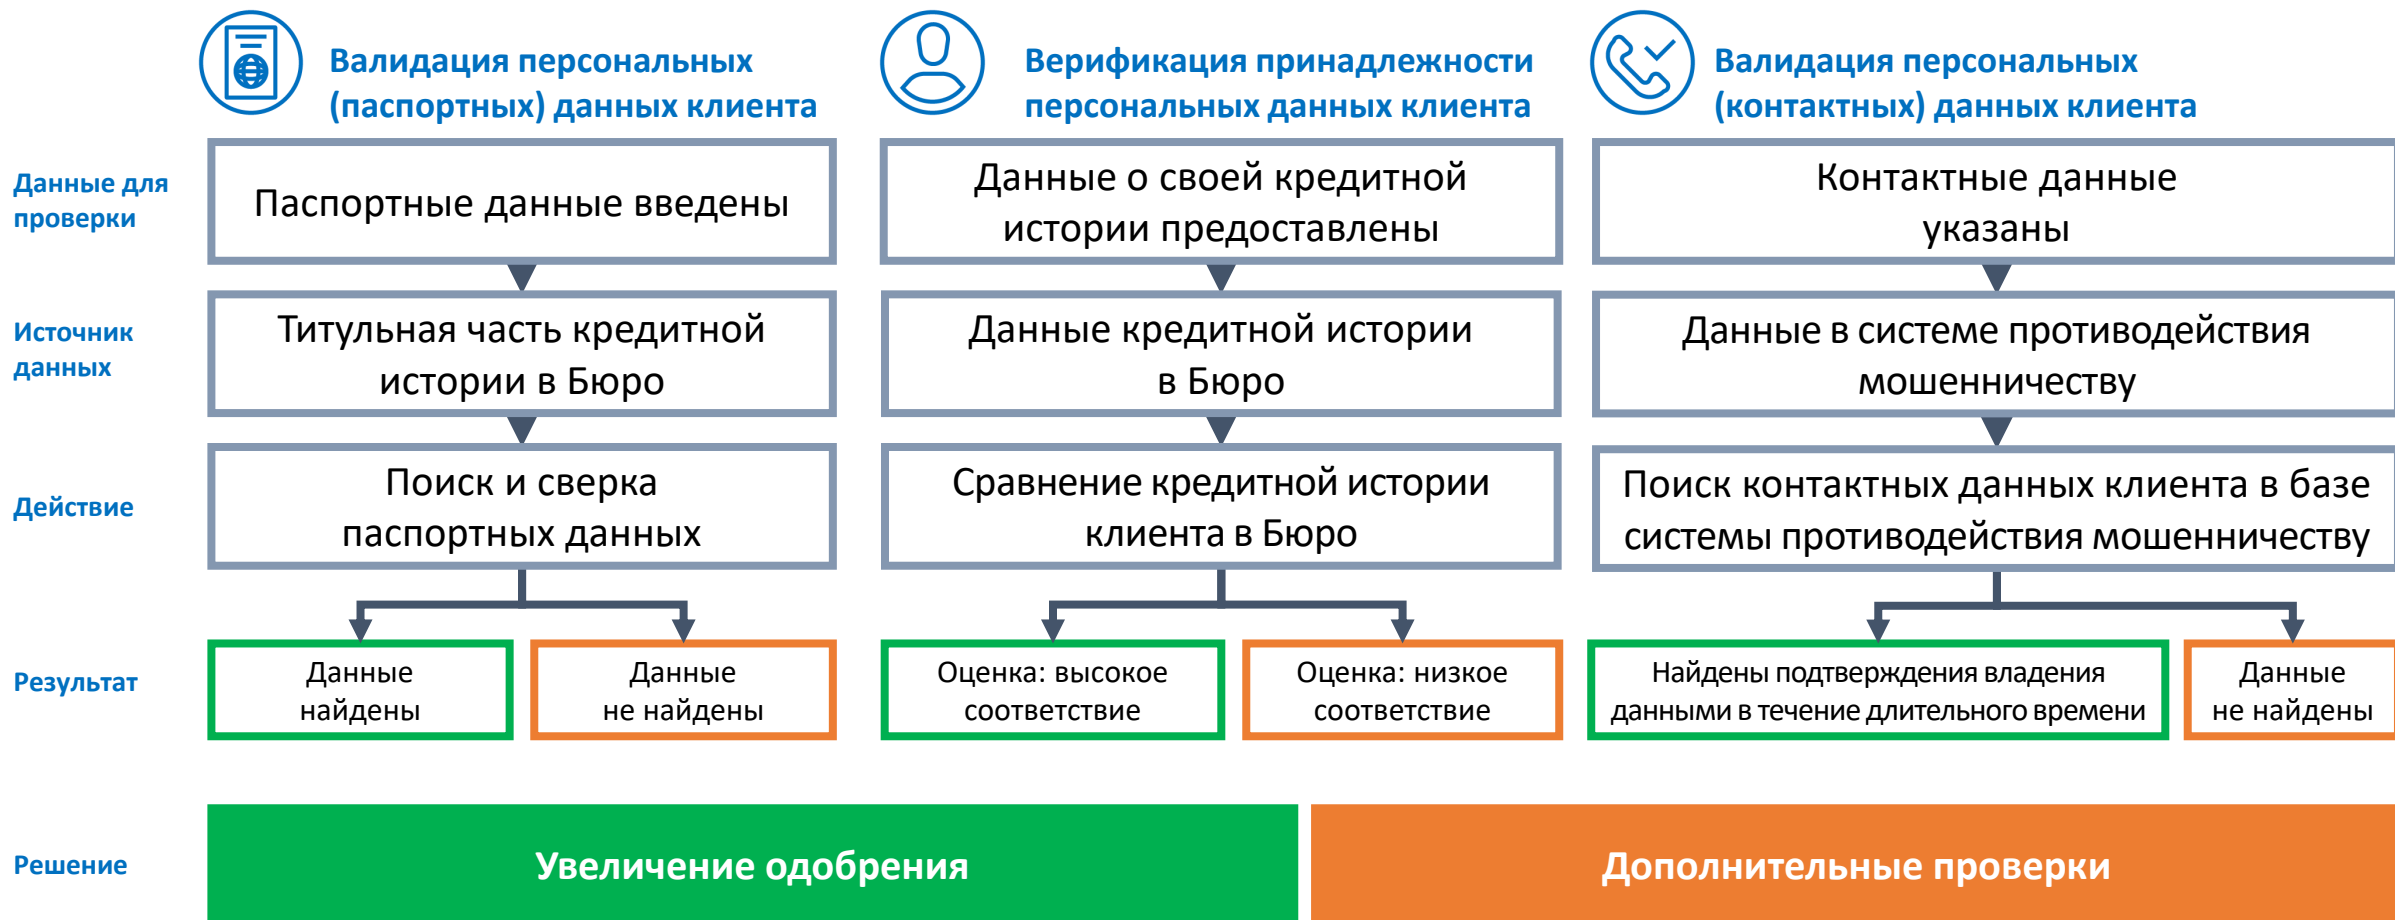 Валидация персональных
(паспортных) данных клиента
Верификация принадлежности
персональных данных клиента
Валидация персональных
(контактных) данных клиента
Данные для
проверки
Паспортные данные введены
Данные о своей кредитной
истории предоставлены
Контактные данные
указаны
Источник
данных
Титульная часть кредитной
истории в Бюро
Данные кредитной истории
в Бюро
Данные в системе противодействия
мошенничеству
Действие
Поиск и сверка
паспортных данных
Сравнение кредитной истории
клиента в Бюро
Поиск контактных данных клиента в базе
системы противодействия мошенничеству
Результат
Данные
найдены
Данные
не найдены
Оценка: высокое
соответствие
Оценка: низкое
соответствие
Найдены подтверждения владения
данными в течение длительного времени
Данные
не найдены
Решение
Увеличение одобрения
Дополнительные проверки